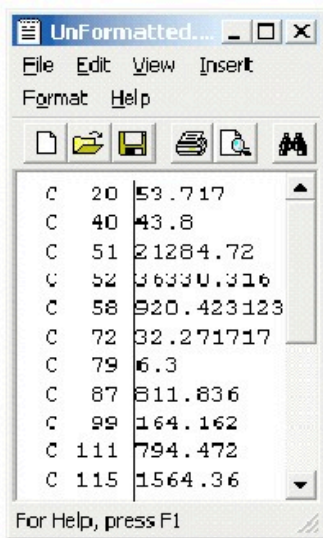 UnFormatted....
File Edit View Insert
Format Help
C 20 53.717
C 40 43.8
C 51 21284.72
C 52 36330.316
C 58 920.423123
C 72 32.271717
C 79 6.3
C 87 811.836
C 99 164.162
C 111 794.472
C 115 1564.36
For Help, press F1